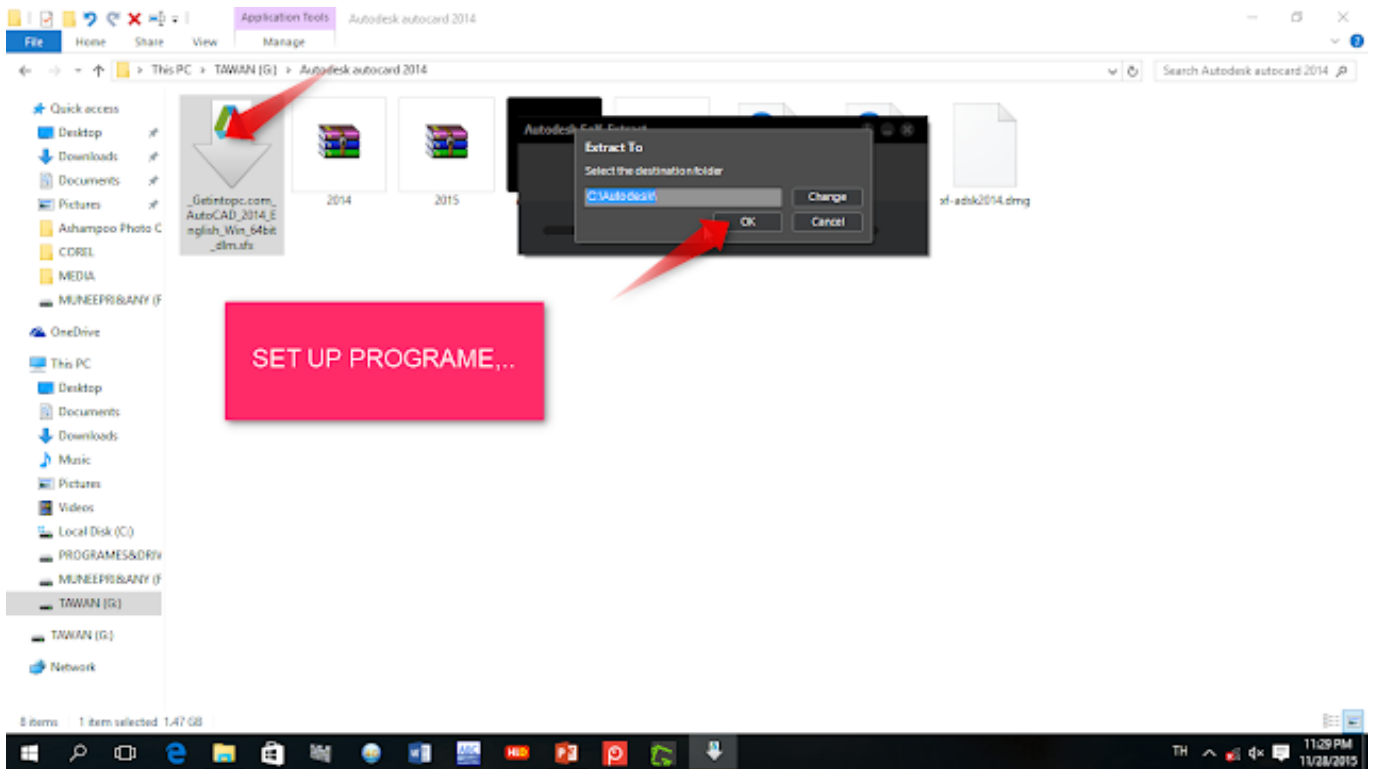 Application Tools
Autodesk autocard 2014
File
Home
Share
View
Manage
This PC > TAWAN (G:) > Autodesk autocard 2014
Search Autodesk autocard 2014
Quick access
Desktop
Downloads
Documents
Pictures
Ashampoo Photo C
COREL
MEDIA
MUNEEPRI&ANY (F
OneDrive
This PC
Desktop
Documents
Downloads
Music
Pictures
Videos
Local Disk (C:)
PROGRAMES&DRIV
MUNEEPRI&ANY (F
TAWAN (G:)
TAWAN (G:)
Network
_Getintopc.com_
AutoCAD_2014_E
nglish_Win_64bit
_dlm.sfx
2014
2015
Autodesk Self-Extract
Extract To
Select the destination folder
C:\Autodesk\
Change
OK
Cancel
xf-adsk2014.dmg
SET UP PROGRAME,..
8 items
1 item selected 1.47 GB
TH
11:29 PM
11/28/2015